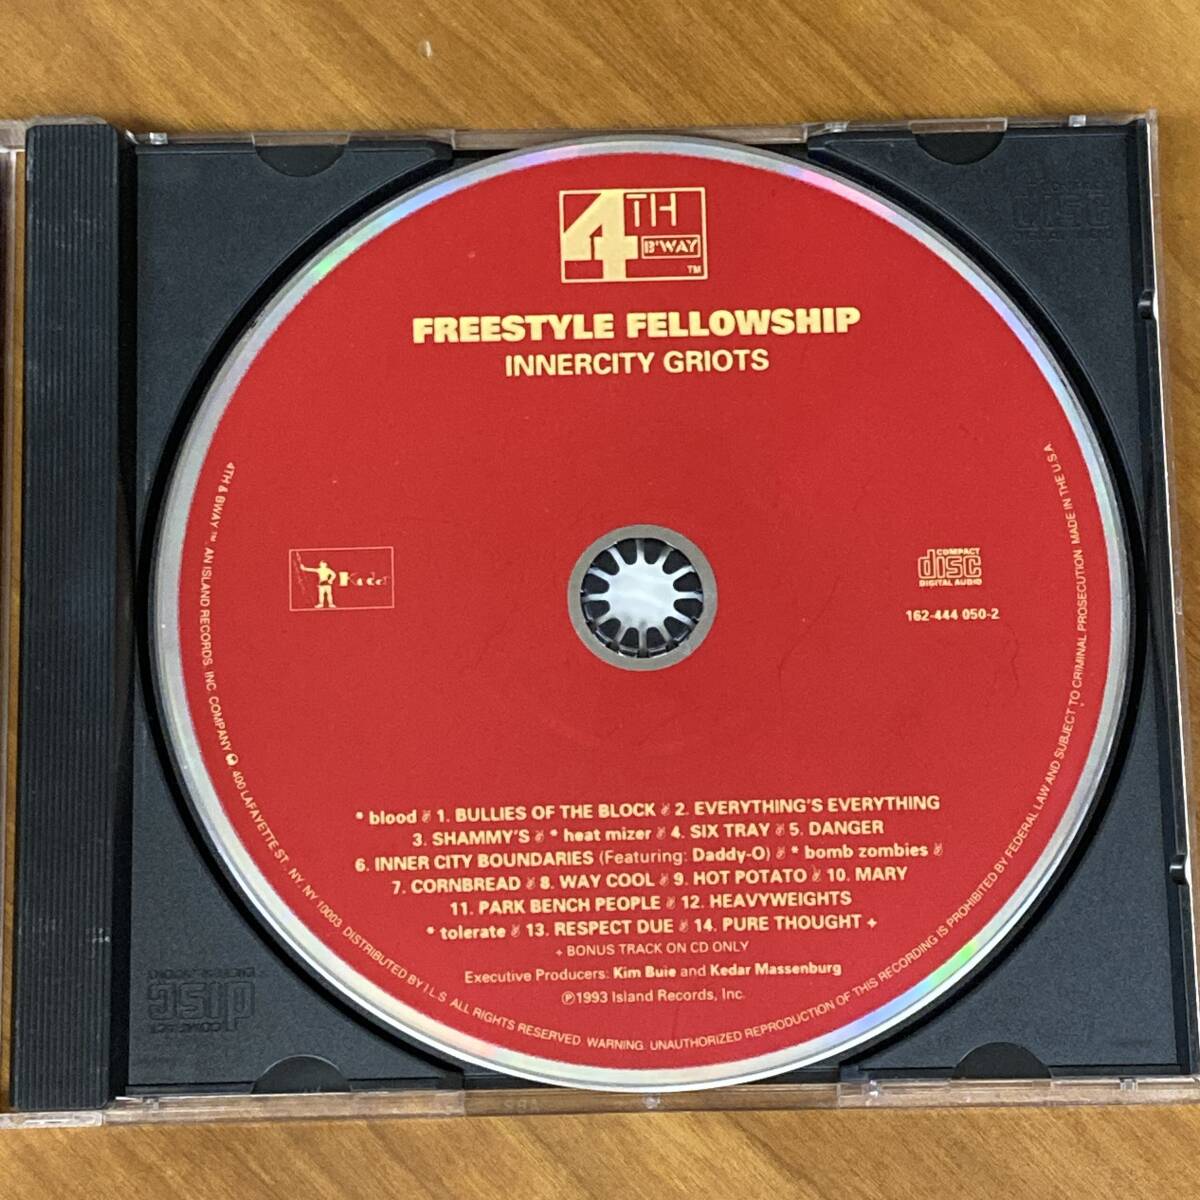 4TH
B'WAY
TM
FREESTYLE FELLOWSHIP
INNERCITY GRIOTS
Kedar
COMPACT
disc
DIGITAL AUDIO
162-444 050-2
* blood 1. BULLIES OF THE BLOCK 2. EVERYTHING'S EVERYTHING
3. SHAMMY'S * heat mizer 4. SIX TRAY 5. DANGER
6. INNER CITY BOUNDARIES (Featuring: Daddy-O) * bomb zombies
7. CORNBREAD 8. WAY COOL 9. HOT POTATO 10. MARY
11. PARK BENCH PEOPLE 12. HEAVYWEIGHTS
* tolerate 13. RESPECT DUE 14. PURE THOUGHT +
+ BONUS TRACK ON CD ONLY
Executive Producers: Kim Buie and Kedar Massenburg
℗1993 Island Records, Inc.
4TH & B'WAY ™, AN ISLAND RECORDS, INC. COMPANY, 400 LAFAYETTE ST., NY, NY 10003. DISTRIBUTED BY I.L.S. ALL RIGHTS RESERVED. WARNING: UNAUTHORIZED REPRODUCTION OF THIS RECORDING IS PROHIBITED BY FEDERAL LAW AND SUBJECT TO CRIMINAL PROSECUTION. MADE IN THE U.S.A.
disc
COMPACT
disc